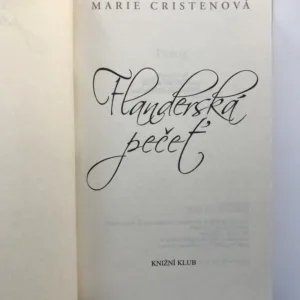 MARIE CRISTENOVÁ
Flanderská
pečeť
KNIŽNÍ KLUB